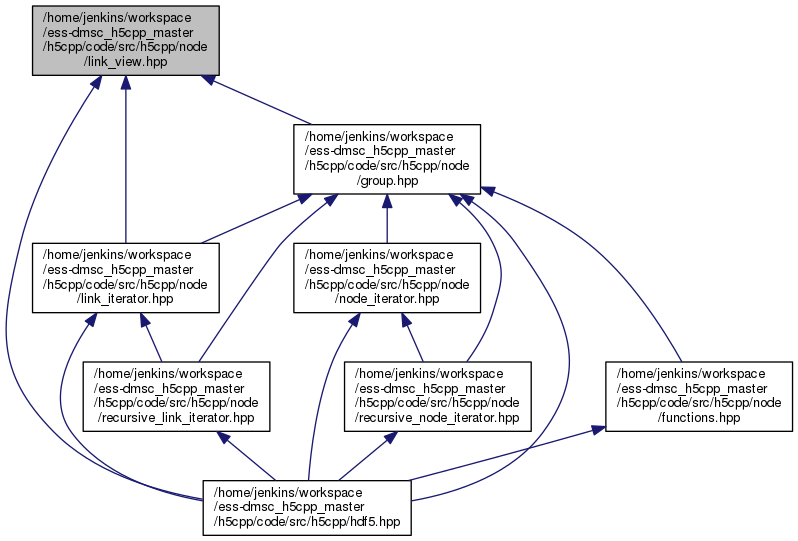 /home/jenkins/workspace
/ess-dmsc_h5cpp_master
/h5cpp/code/src/h5cpp/node
/link_view.hpp
/home/jenkins/workspace
/ess-dmsc_h5cpp_master
/h5cpp/code/src/h5cpp/node
/group.hpp
/home/jenkins/workspace
/ess-dmsc_h5cpp_master
/h5cpp/code/src/h5cpp/node
/link_iterator.hpp
/home/jenkins/workspace
/ess-dmsc_h5cpp_master
/h5cpp/code/src/h5cpp/node
/node_iterator.hpp
/home/jenkins/workspace
/ess-dmsc_h5cpp_master
/h5cpp/code/src/h5cpp/node
/recursive_link_iterator.hpp
/home/jenkins/workspace
/ess-dmsc_h5cpp_master
/h5cpp/code/src/h5cpp/node
/recursive_node_iterator.hpp
/home/jenkins/workspace
/ess-dmsc_h5cpp_master
/h5cpp/code/src/h5cpp/node
/functions.hpp
/home/jenkins/workspace
/ess-dmsc_h5cpp_master
/h5cpp/code/src/h5cpp/hdf5.hpp